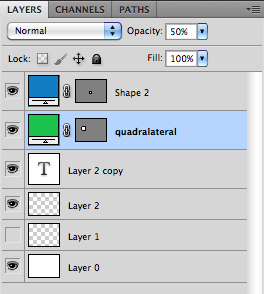 LAYERS CHANNELS PATHS
Normal Opacity: 50%
Lock: Fill: 100%
Shape 2
quadralateral
T Layer 2 copy
Layer 2
Layer 1
Layer 0